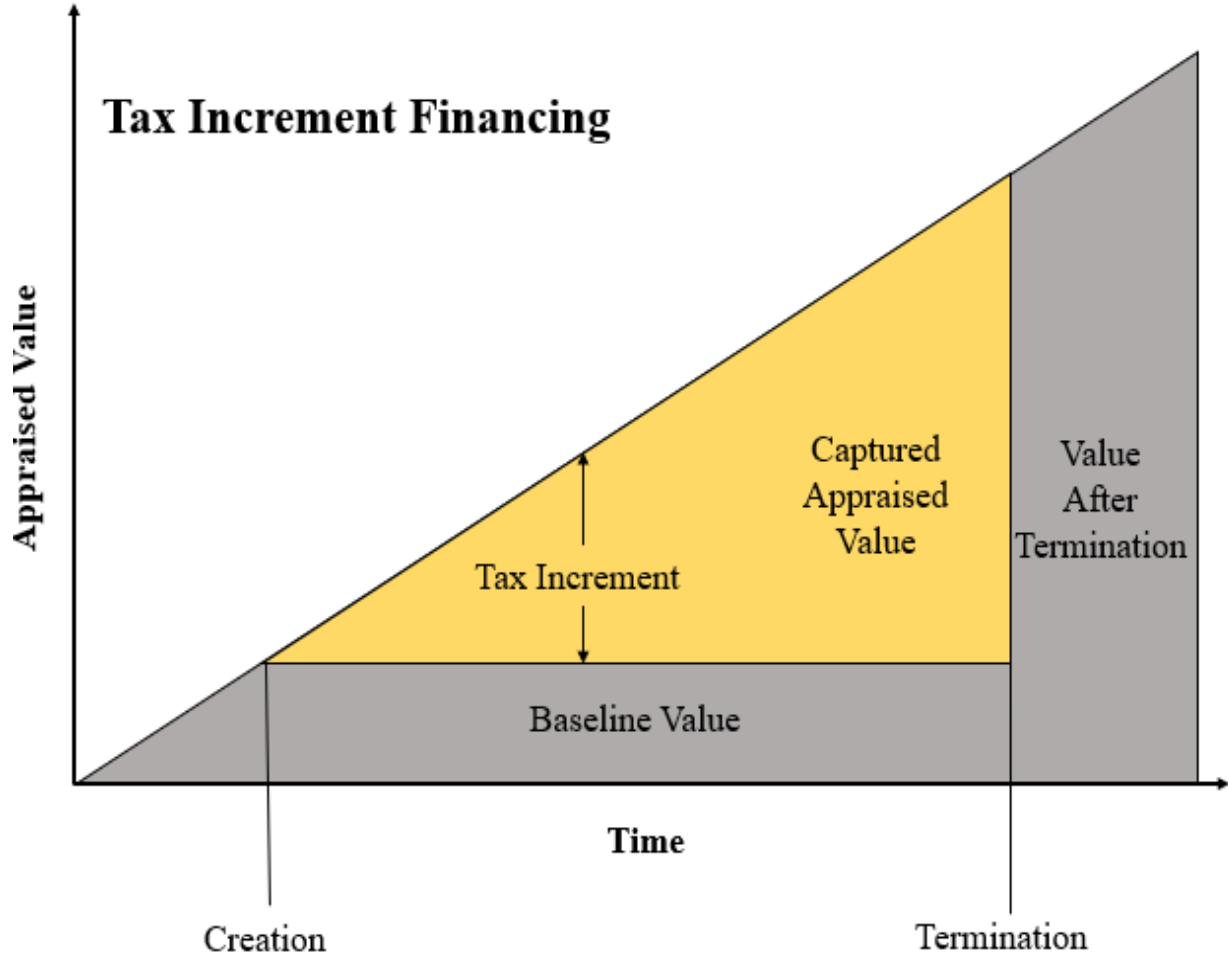 Tax Increment Financing
Appraised Value
Captured
Appraised
Value
Value
After
Termination
Tax Increment
Baseline Value
Time
Creation
Termination